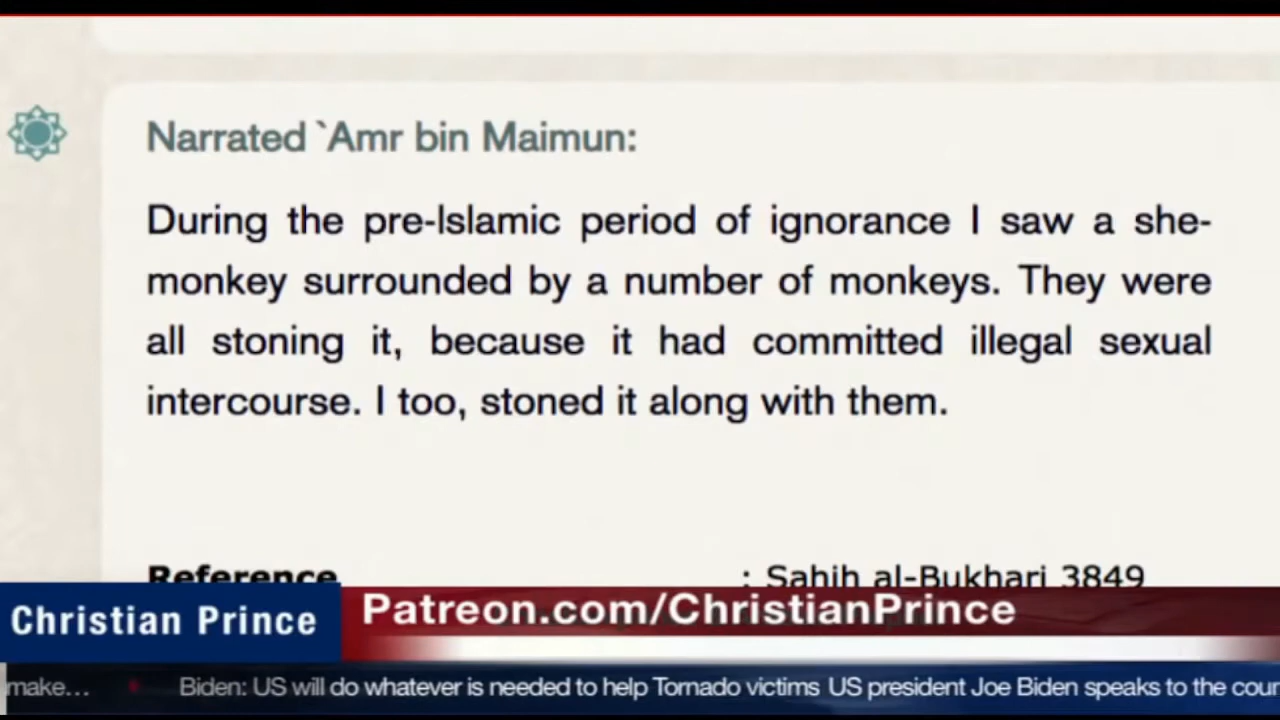 Narrated `Amr bin Maimun:
During the pre-Islamic period of ignorance I saw a she-
monkey surrounded by a number of monkeys. They were
all stoning it, because it had committed illegal sexual
intercourse. I too, stoned it along with them.
Reference : Sahih al-Bukhari 3849
Christian Prince
Patreon.com/ChristianPrince
make... Biden: US will do whatever is needed to help Tornado victims US president Joe Biden speaks to the cour